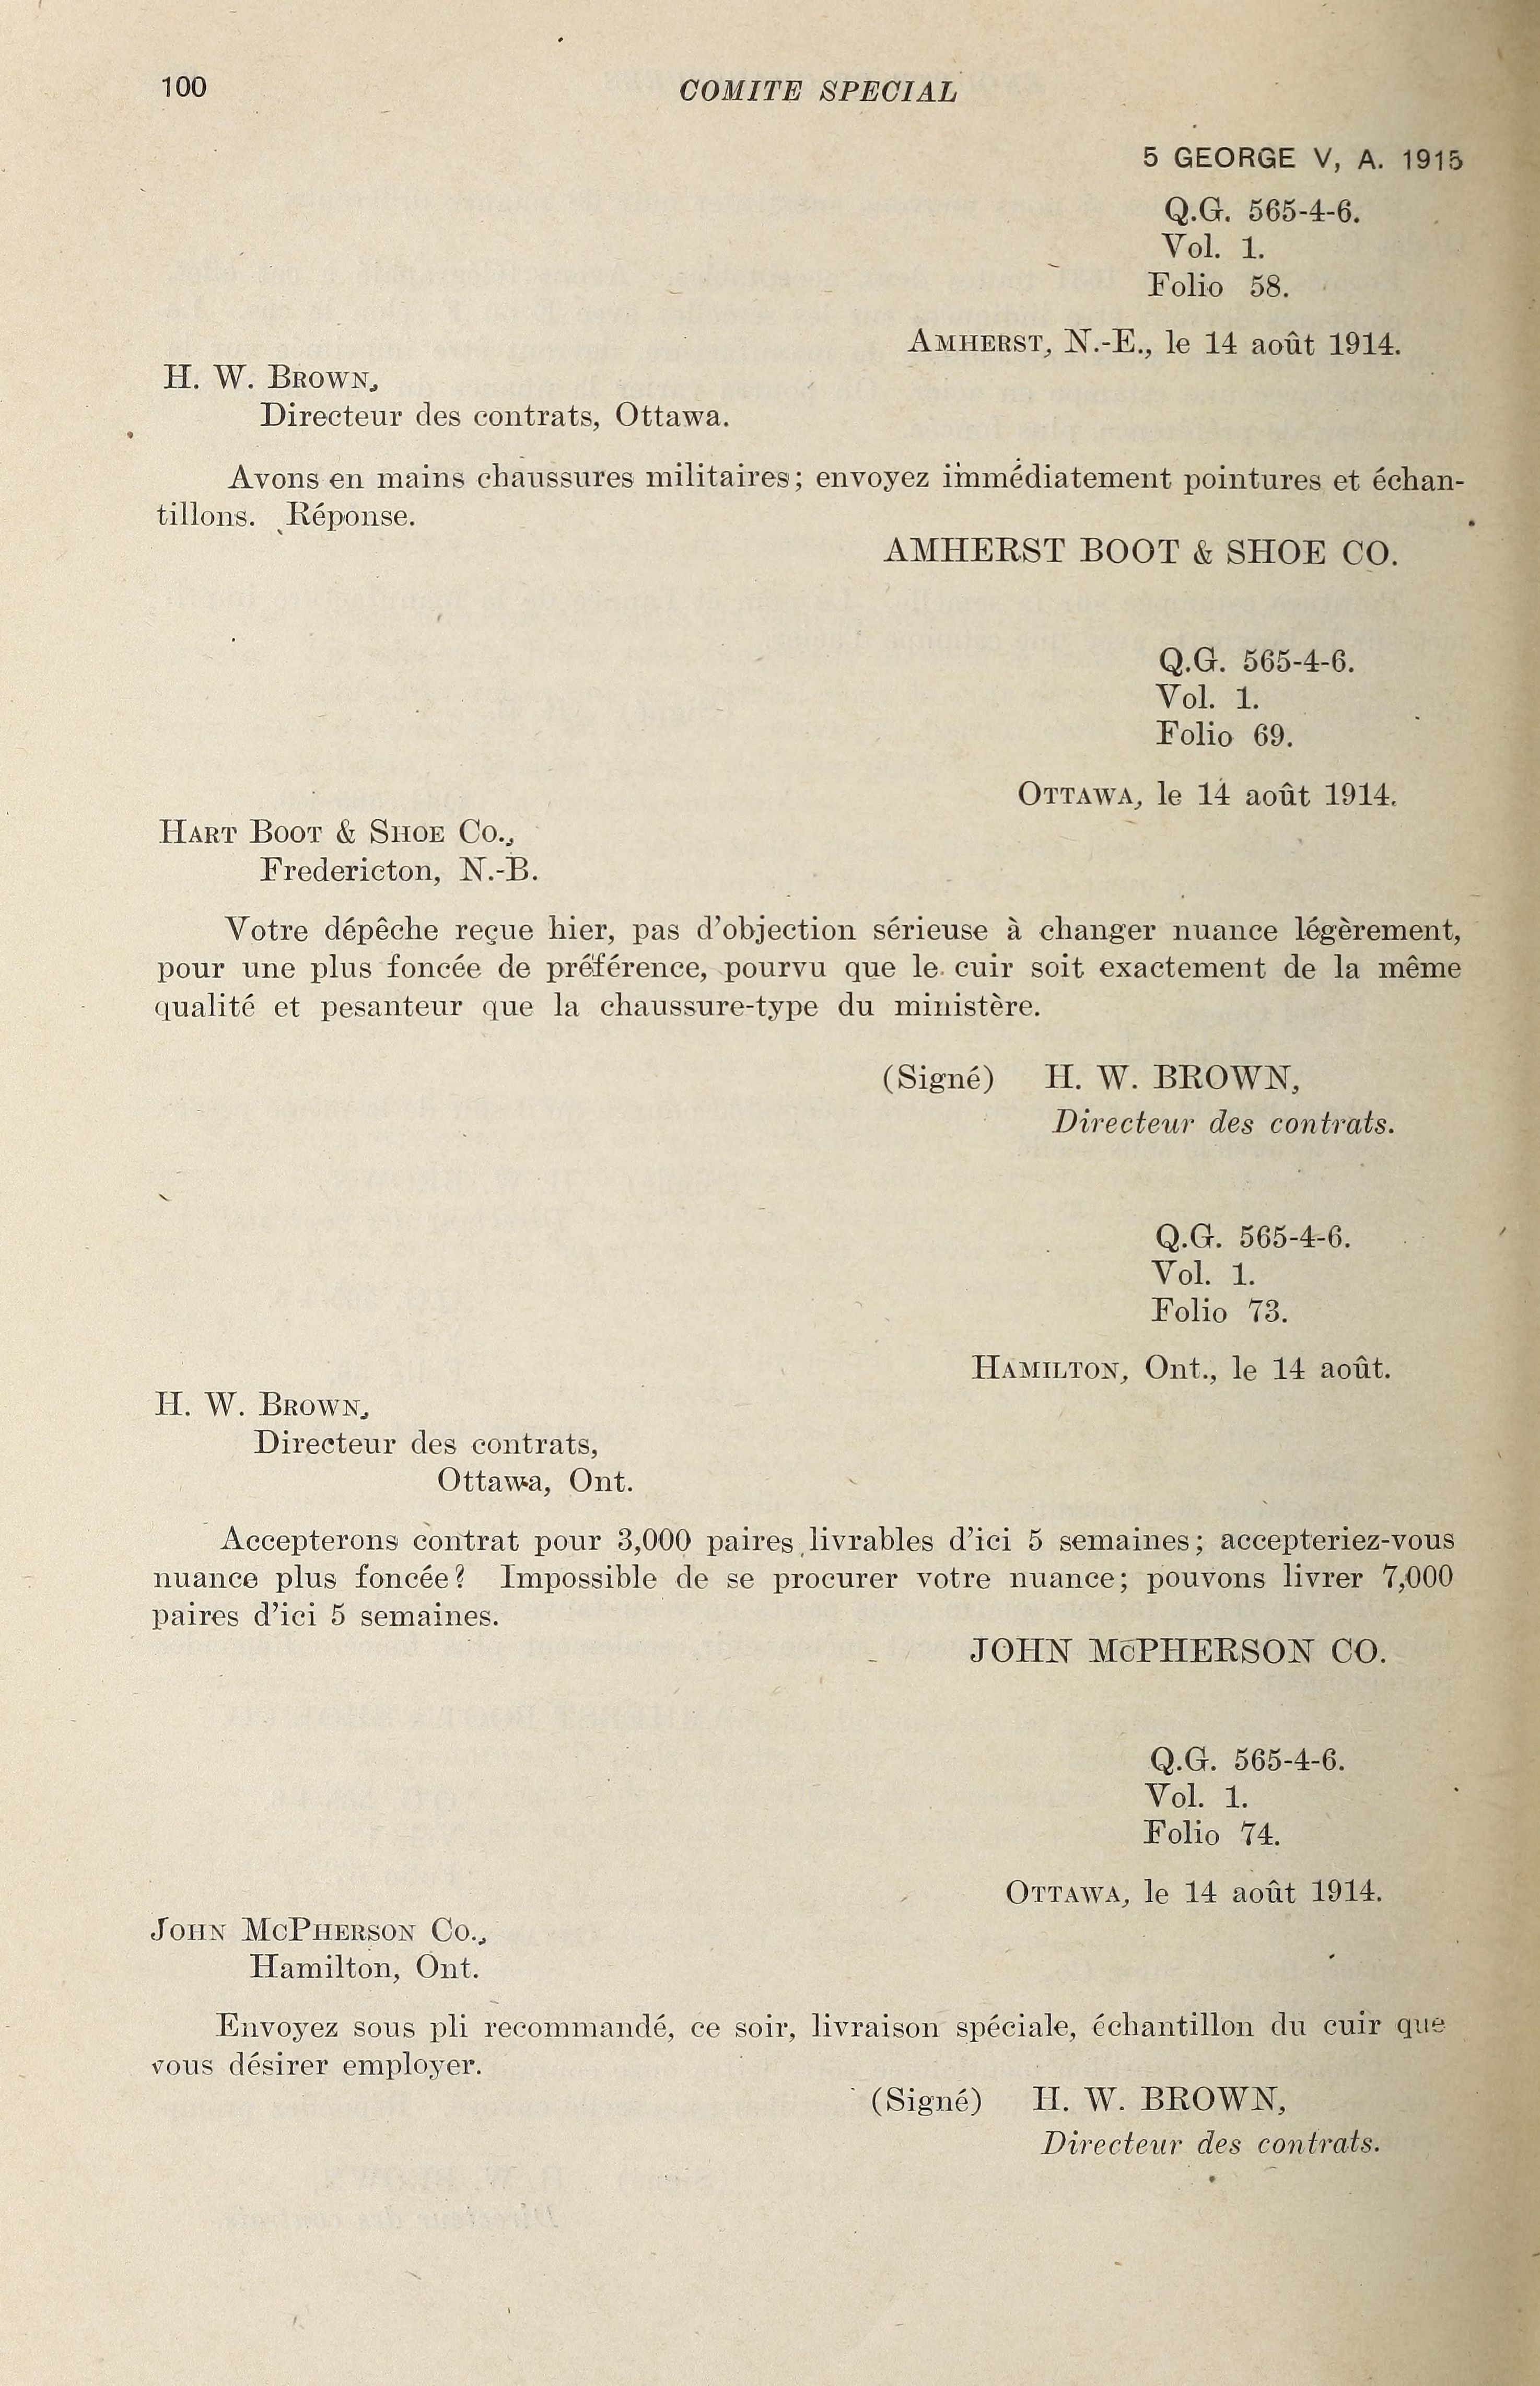 100
COMITE SPECIAL
5 GEORGE V, A. 1915
Q.G. 565-4-6.
Vol. 1.
Folio 58.
AMHERST, N.-E., le 14 août 1914.
H. W. BROWN,
Directeur des contrats, Ottawa.
Avons en mains chaussures militaires; envoyez immédiatement pointures et échan-
tillons. Réponse.
AMHERST BOOT & SHOE CO.
Q.G. 565-4-6.
Vol. 1.
Folio 69.
OTTAWA, le 14 août 1914.
HART BOOT & SHOE CO.,
Fredericton, N.-B.
Votre dépêche reçue hier, pas d'objection sérieuse à changer nuance légèrement,
pour une plus foncée de préférence, pourvu que le cuir soit exactement de la même
qualité et pesanteur que la chaussure-type du ministère.
(Signé) H. W. BROWN,
Directeur des contrats.
Q.G. 565-4-6.
Vol. 1.
Folio 73.
HAMILTON, Ont., le 14 août.
H. W. BROWN,
Directeur des contrats,
Ottawa, Ont.
Accepterons contrat pour 3,000 paires livrables d'ici 5 semaines; accepteriez-vous
nuance plus foncée? Impossible de se procurer votre nuance; pouvons livrer 7,000
paires d'ici 5 semaines.
JOHN McPHERSON CO.
Q.G. 565-4-6.
Vol. 1.
Folio 74.
OTTAWA, le 14 août 1914.
JOHN MCPHERSON CO.,
Hamilton, Ont.
Envoyez sous pli recommandé, ce soir, livraison spéciale, échantillon du cuir que
vous désirer employer.
(Signé) H. W. BROWN,
Directeur des contrats.